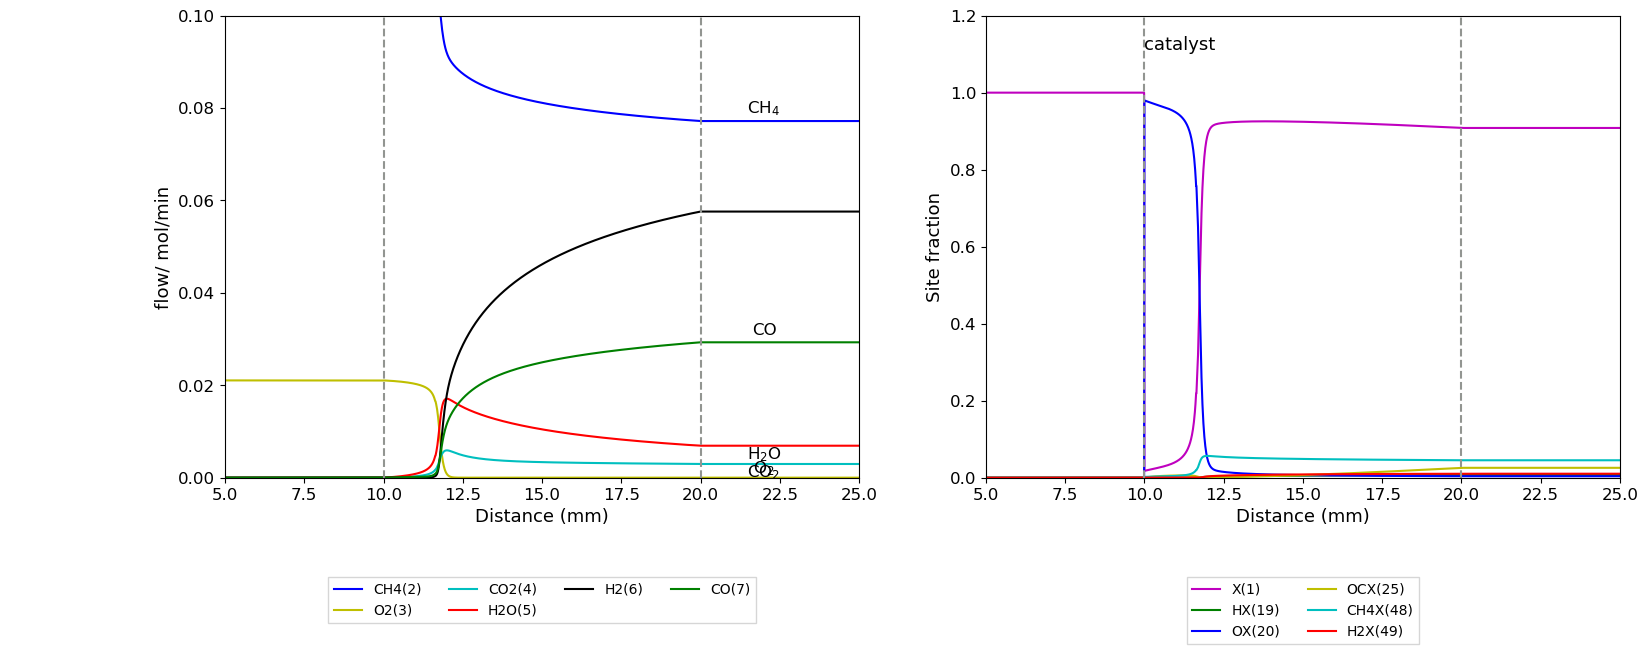 0.10
0.08
0.06
0.04
0.02
0.00
flow/ mol/min
CH₄
CO
H₂O
O₂
CO₂
5.0 7.5 10.0 12.5 15.0 17.5 20.0 22.5 25.0
Distance (mm)
CH4(2) CO2(4) H2(6) CO(7)
O2(3) H2O(5)
1.2
1.0
0.8
0.6
0.4
0.2
0.0
Site fraction
catalyst
5.0 7.5 10.0 12.5 15.0 17.5 20.0 22.5 25.0
Distance (mm)
X(1) OCX(25)
HX(19) CH4X(48)
OX(20) H2X(49)